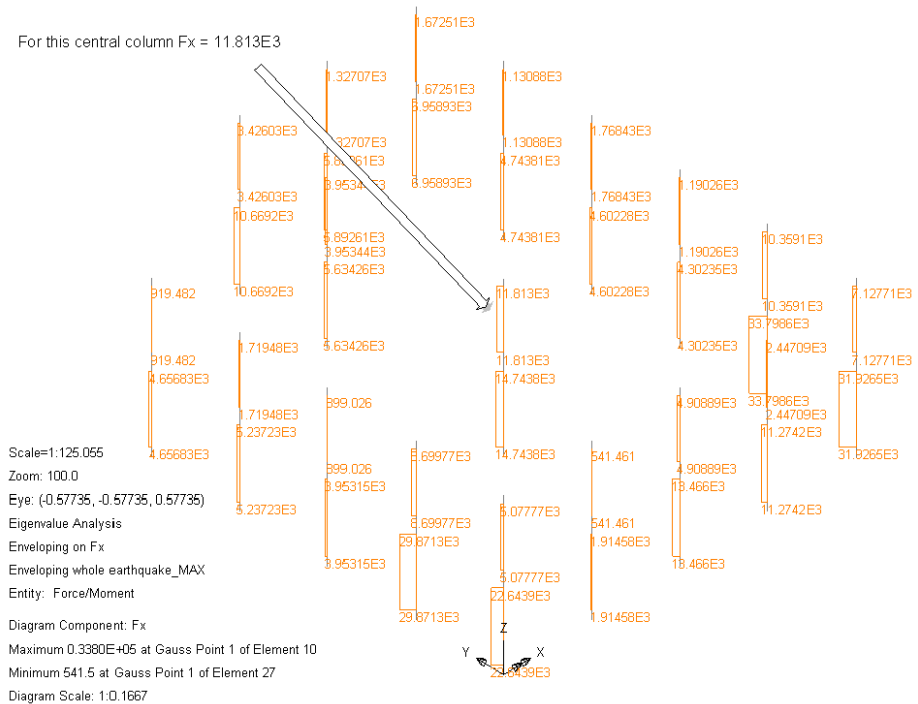 1.67251E3
For this central column Fx = 11.813E3
1.32707E3
1.13088E3
1.67251E3
6.95893E3
3.42603E3
1.76843E3
1.32707E3
1.13088E3
4.74381E3
3.95344E3
6.95893E3
1.19026E3
3.42603E3
1.76843E3
10.6692E3
4.60228E3
5.89261E3
4.74381E3
10.3591E3
3.95344E3
1.19026E3
5.63426E3
4.30235E3
10.6692E3
4.60228E3
919.482
11.813E3
7.12771E3
10.3591E3
33.7986E3
5.63426E3
4.30235E3
1.71948E3
2.44709E3
919.482
11.813E3
7.12771E3
4.65683E3
14.7438E3
31.9265E3
399.026
4.90889E3
33.7986E3
1.71948E3
2.44709E3
5.23723E3
11.2742E3
Scale=1:125.055
4.65683E3
14.7438E3
541.461
31.9265E3
399.026
4.90889E3
Zoom: 100.0
3.95315E3
Eye: (-0.57735, -0.57735, 0.57735)
5.23723E3
5.07777E3
11.2742E3
Eigenvalue Analysis
541.461
29.8713E3
1.91458E3
Enveloping on Fx
3.95315E3
Enveloping whole earthquake_MAX
5.07777E3
Entity: Force/Moment
22.6439E3
29.8713E3
1.91458E3
Diagram Component: Fx
Z
Maximum 0.3380E+05 at Gauss Point 1 of Element 10
Y
X
Minimum 541.5 at Gauss Point 1 of Element 27
22.6439E3
Diagram Scale: 1:0.1667